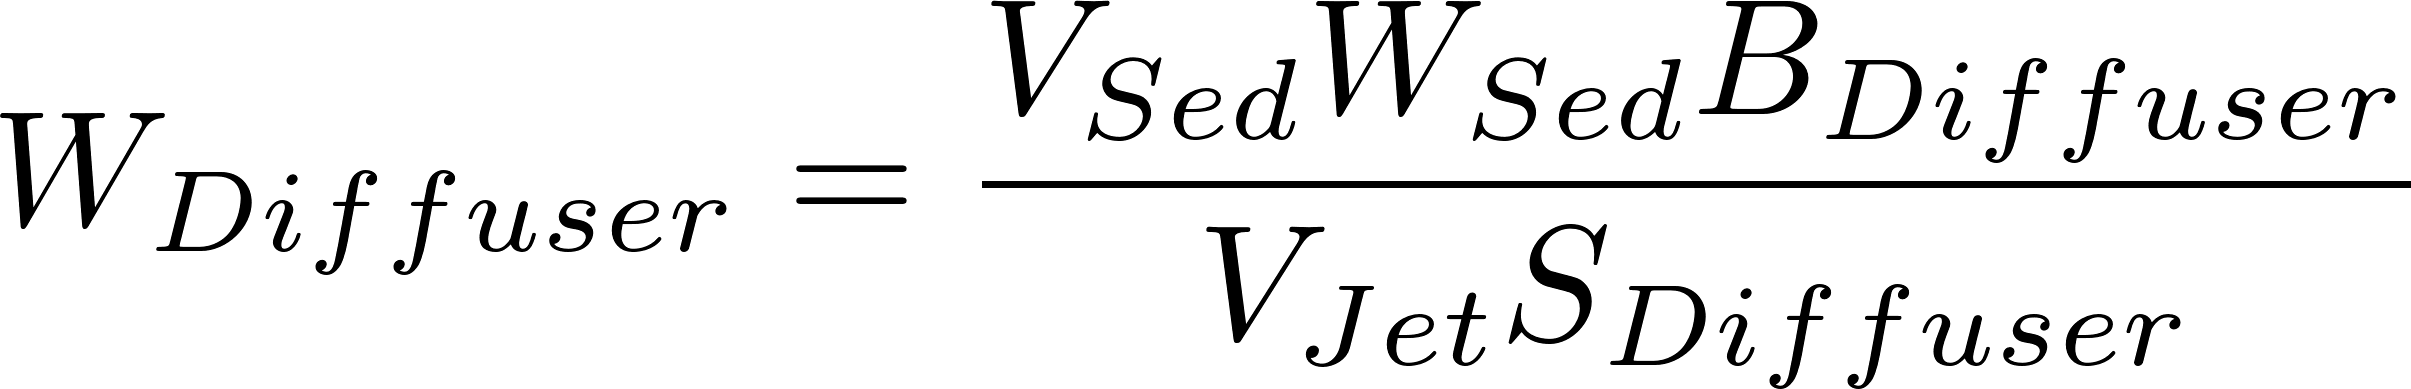 W_{Diffuser} = \frac{V_{Sed} W_{Sed} B_{Diffuser}}{V_{Jet} S_{Diffuser}}